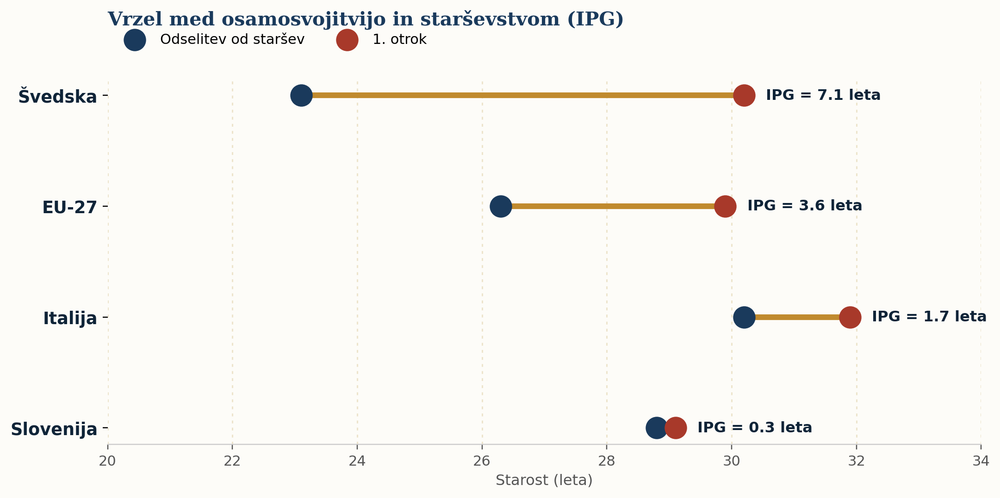 Vrzel med osamosvojitvijo in starševstvom (IPG)
Odselitev od staršev 1. otrok
Švedska IPG = 7.1 leta
EU-27 IPG = 3.6 leta
Italija IPG = 1.7 leta
Slovenija IPG = 0.3 leta
20 22 24 26 28 30 32 34
Starost (leta)